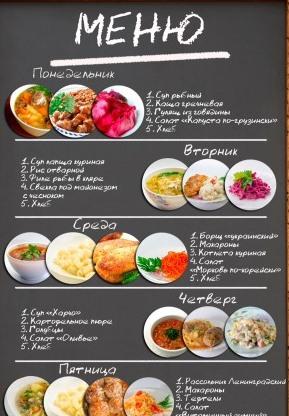 МЕНЮ
Понедельник
1. Суп рыбный
2. Каша гречневая
3. Гуляш из говядины
4. Салат «Капуста по-грузински»
5. Хлеб
Вторник
1. Суп лапша куриная
2. Рис отварной
3. Филе рыбы в кляре
4. Свекла под майонезом
с чесноком
5. Хлеб
Среда
1. Борщ «украинский»
2. Макароны
3. Котлета куриная
4. Салат
«Морковь по-корейски»
5. Хлеб
Четверг
1. Суп «Харчо»
2. Картофельное пюре
3. Голубцы
4. Салат «Оливье»
5. Хлеб
Пятница
1. Рассольник Ленинградский
2. Макароны
3. Тефтели
4. Салат